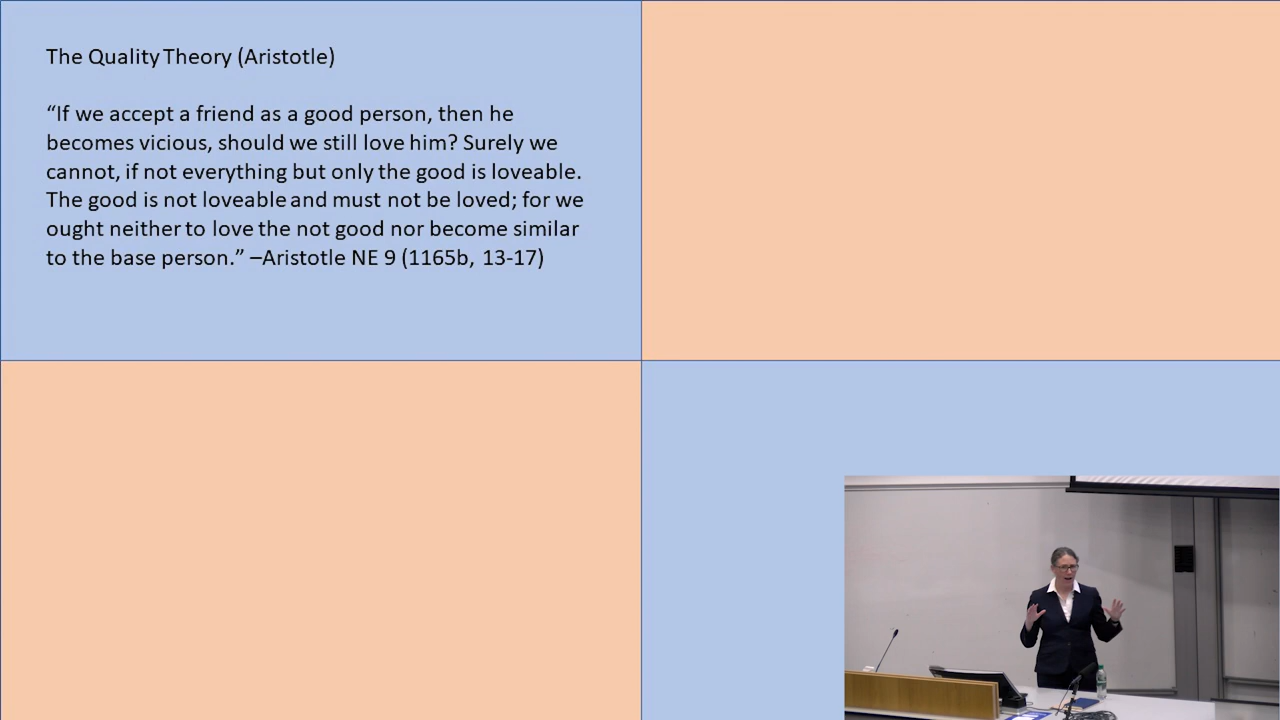 The Quality Theory (Aristotle)
“If we accept a friend as a good person, then he
becomes vicious, should we still love him? Surely we
cannot, if not everything but only the good is loveable.
The good is not loveable and must not be loved; for we
ought neither to love the not good nor become similar
to the base person.” –Aristotle NE 9 (1165b, 13-17)